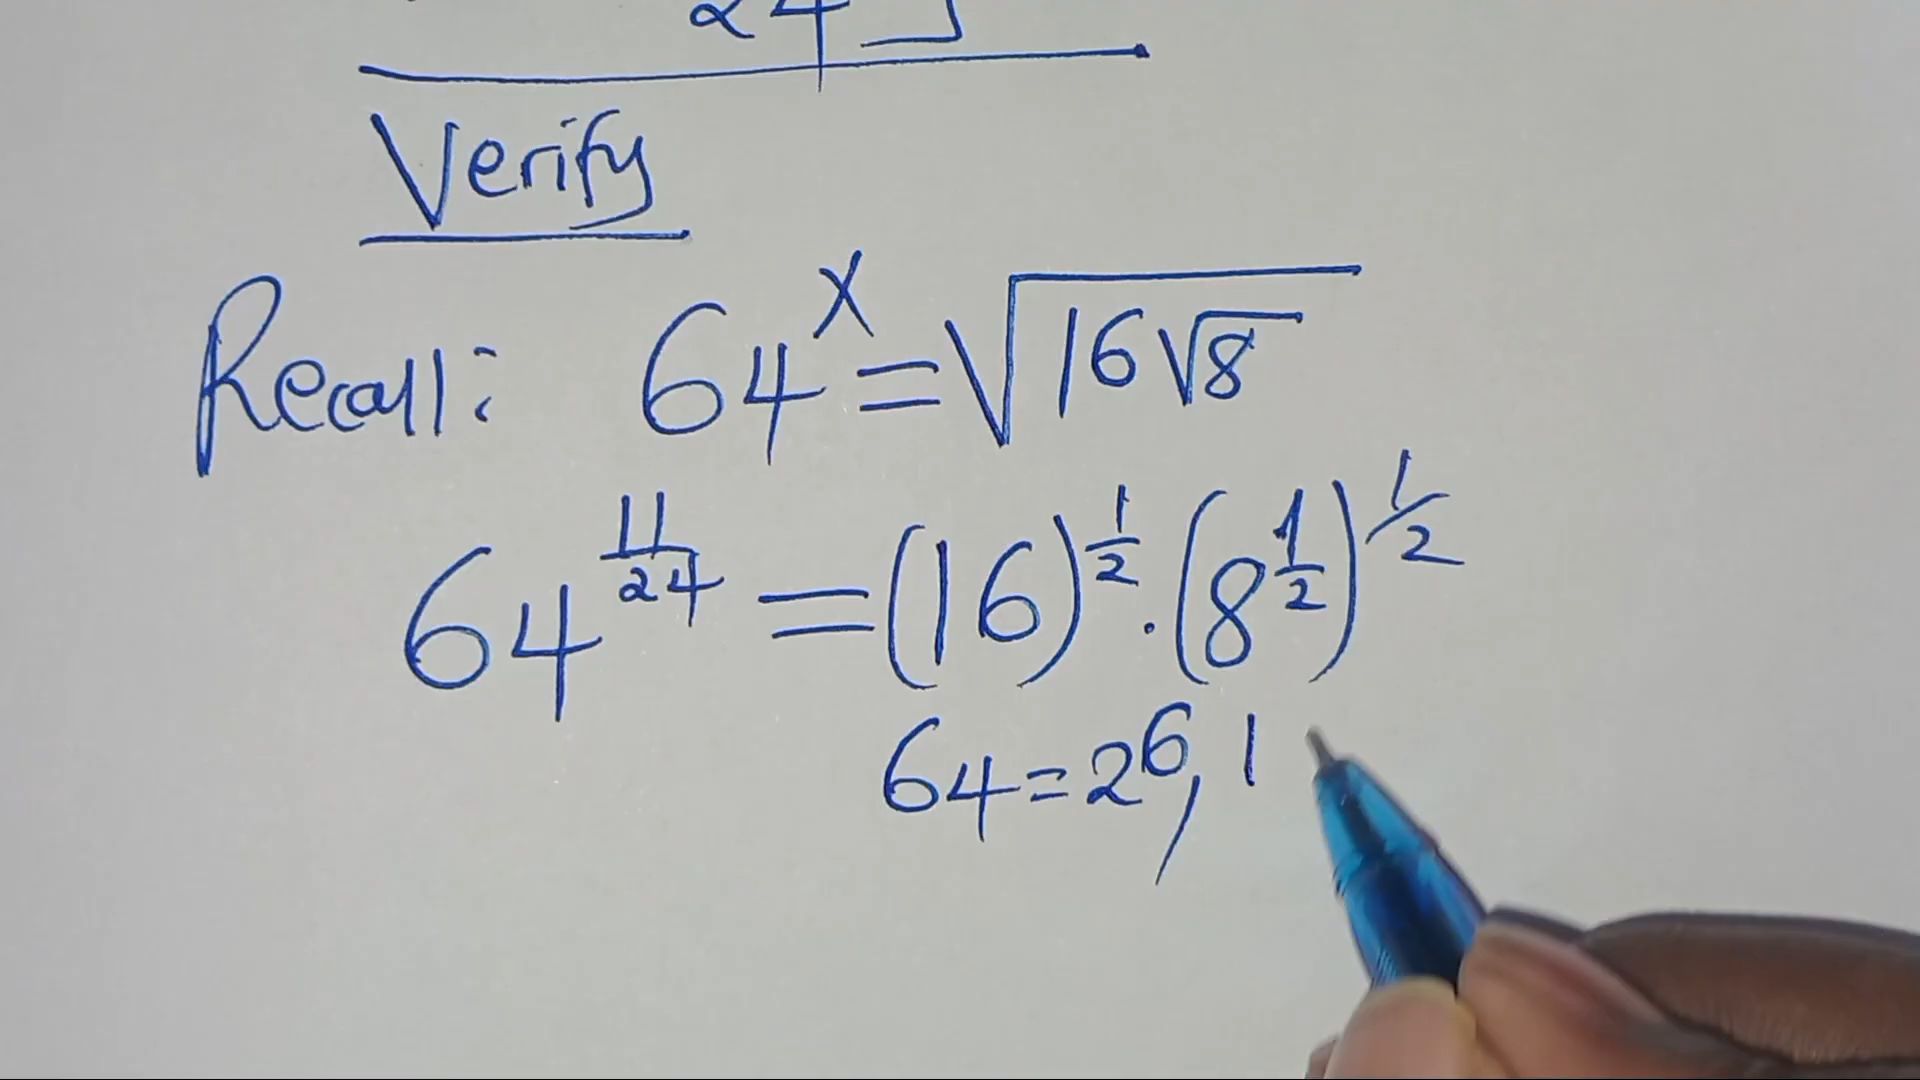 24
Verify
Recall: 64^x = √(16√8)
64^(11/24) = (16)^(1/2) · (8^(1/2))^(1/2)
64 = 2^6, 1